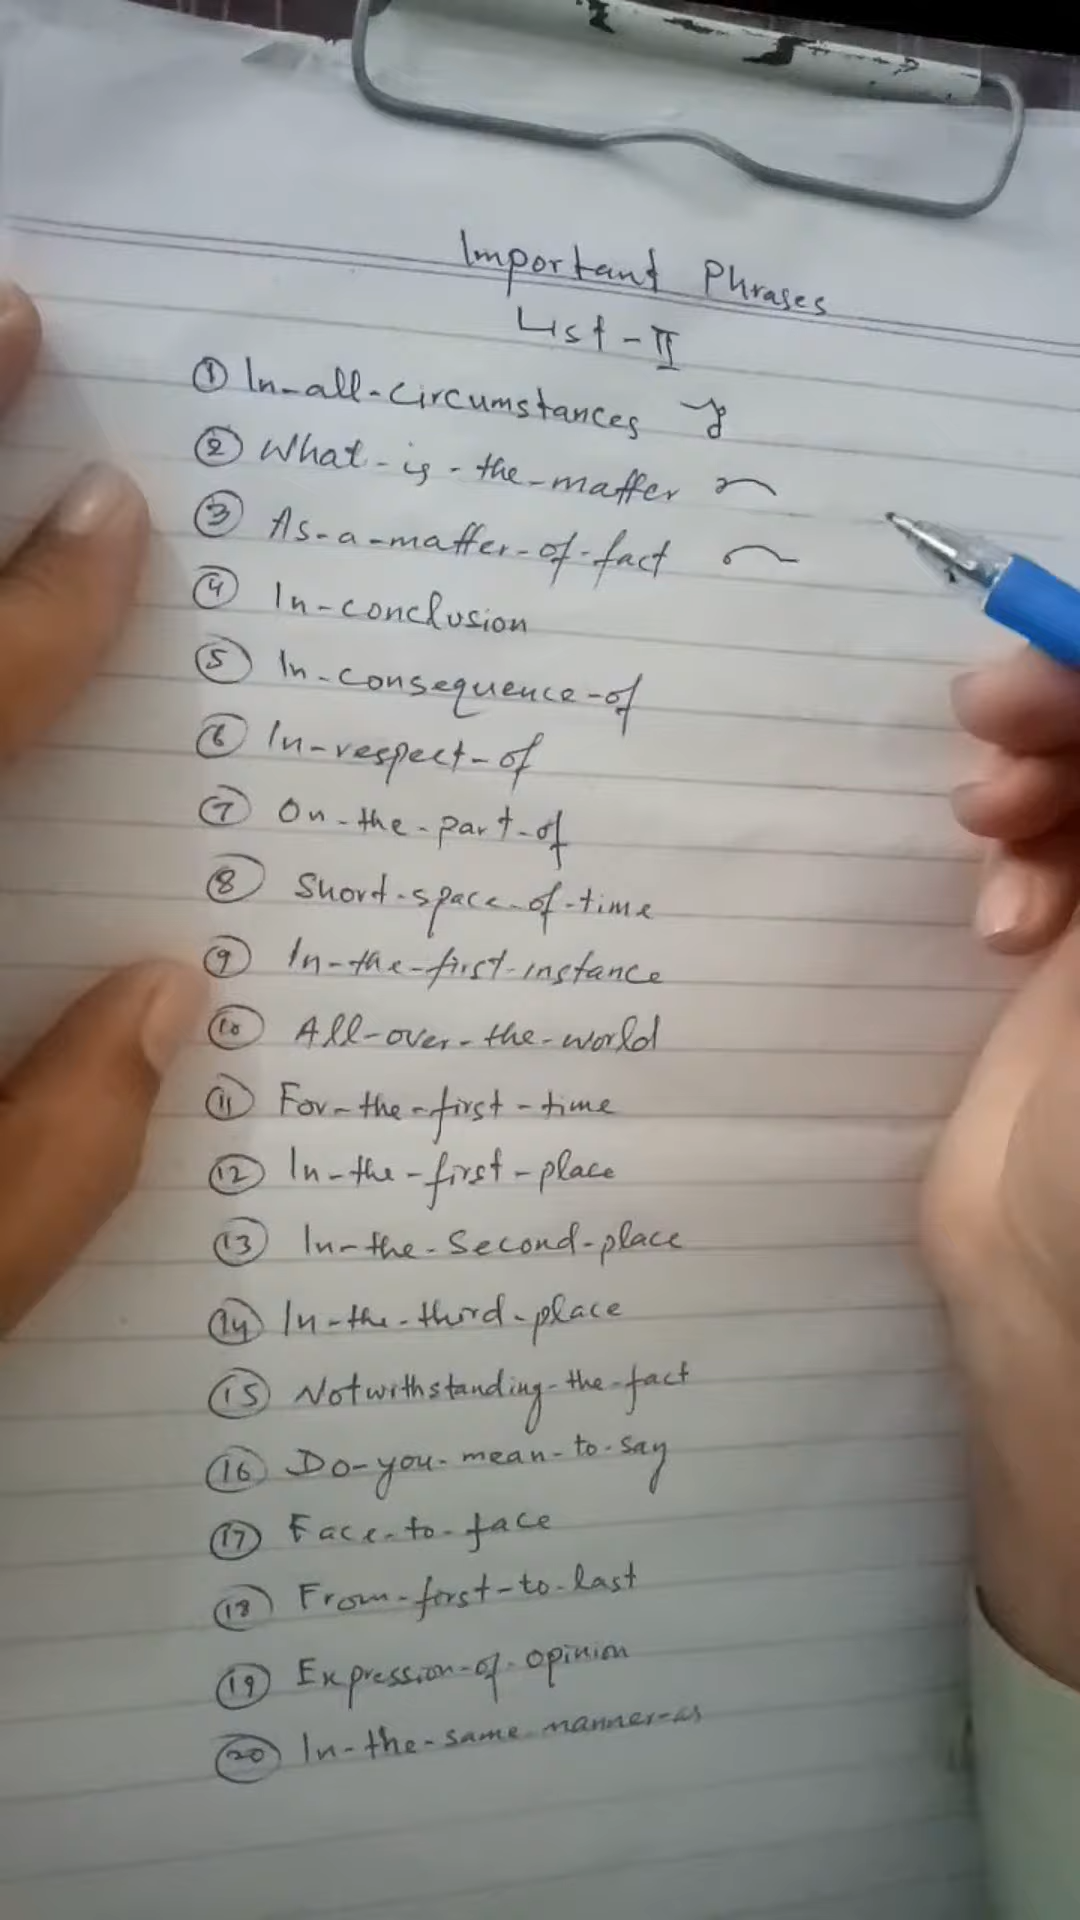 Important Phrases
List-II
① In-all-circumstances
② What-is-the-matter
③ As-a-matter-of-fact
④ In-conclusion
⑤ In-consequence-of
⑥ In-respect-of
⑦ On-the-part-of
⑧ Short-space-of-time
⑨ In-the-first-instance
⑩ All-over-the-world
⑪ For-the-first-time
⑫ In-the-first-place
⑬ In-the-Second-place
⑭ In-the-third-place
⑮ Notwithstanding-the-fact
⑯ Do-you-mean-to-say
⑰ Face-to-face
⑱ From-first-to-last
⑲ Expression-of-opinion
⑳ In-the-same-manner-as